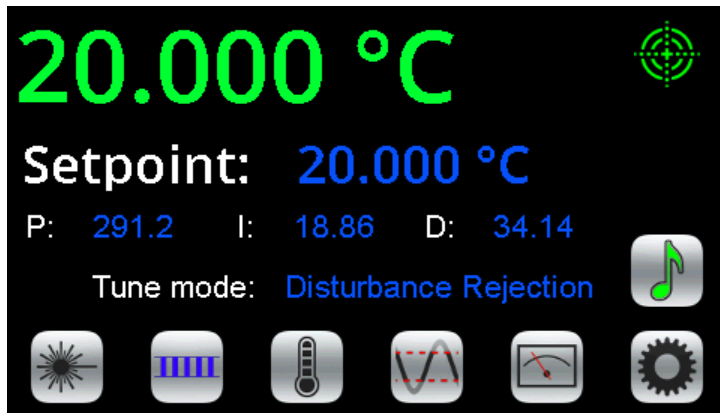 20.000 °C
Setpoint: 20.000 °C
P: 291.2 I: 18.86 D: 34.14
Tune mode: Disturbance Rejection